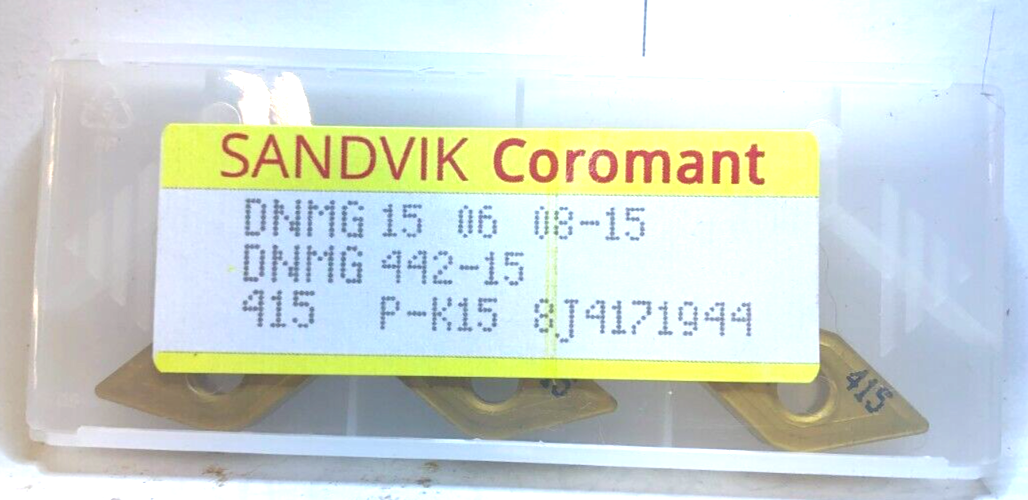 SANDVIK Coromant
DNMG 15 06 08-15
DNMG 442-15
415 P-K15 8J4171944
415